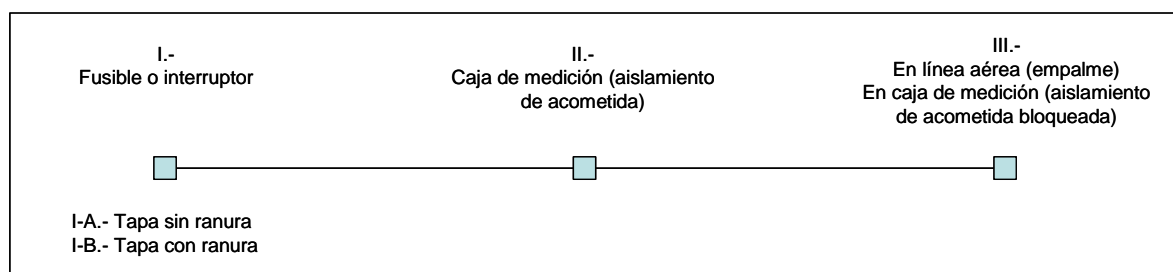 I.-
Fusible o interruptor
II.-
Caja de medición (aislamiento
de acometida)
III.-
En línea aérea (empalme)
En caja de medición (aislamiento
de acometida bloqueada)
I-A.- Tapa sin ranura
I-B.- Tapa con ranura